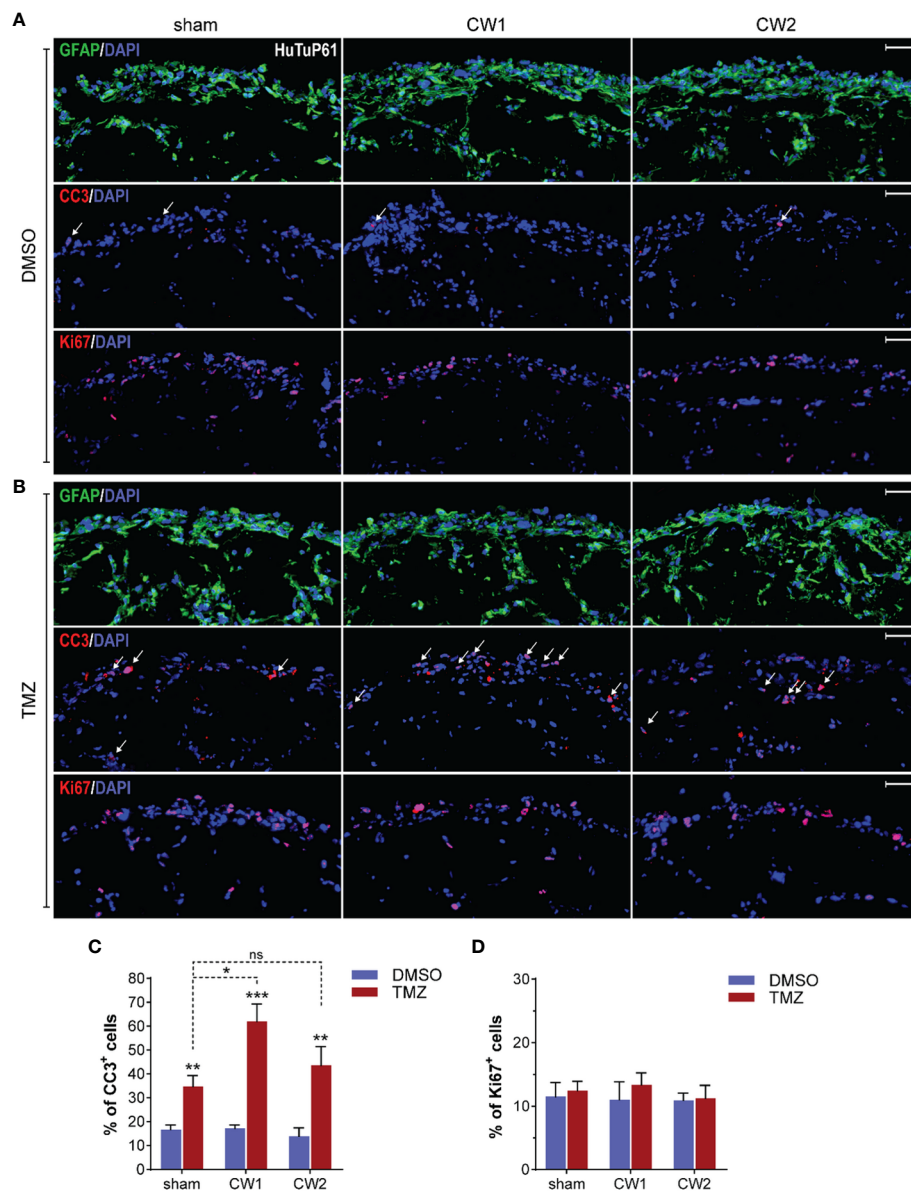 A
sham CW1 CW2
GFAP/DAPI HuTuP61
CC3/DAPI
DMSO
Ki67/DAPI
B
GFAP/DAPI
CC3/DAPI
TMZ
Ki67/DAPI
C
ns
*
***
**
**
DMSO
TMZ
% of CC3⁺ cells
80
70
60
50
40
30
20
10
0
sham CW1 CW2
D
DMSO
TMZ
% of Ki67⁺ cells
30
20
10
0
sham CW1 CW2